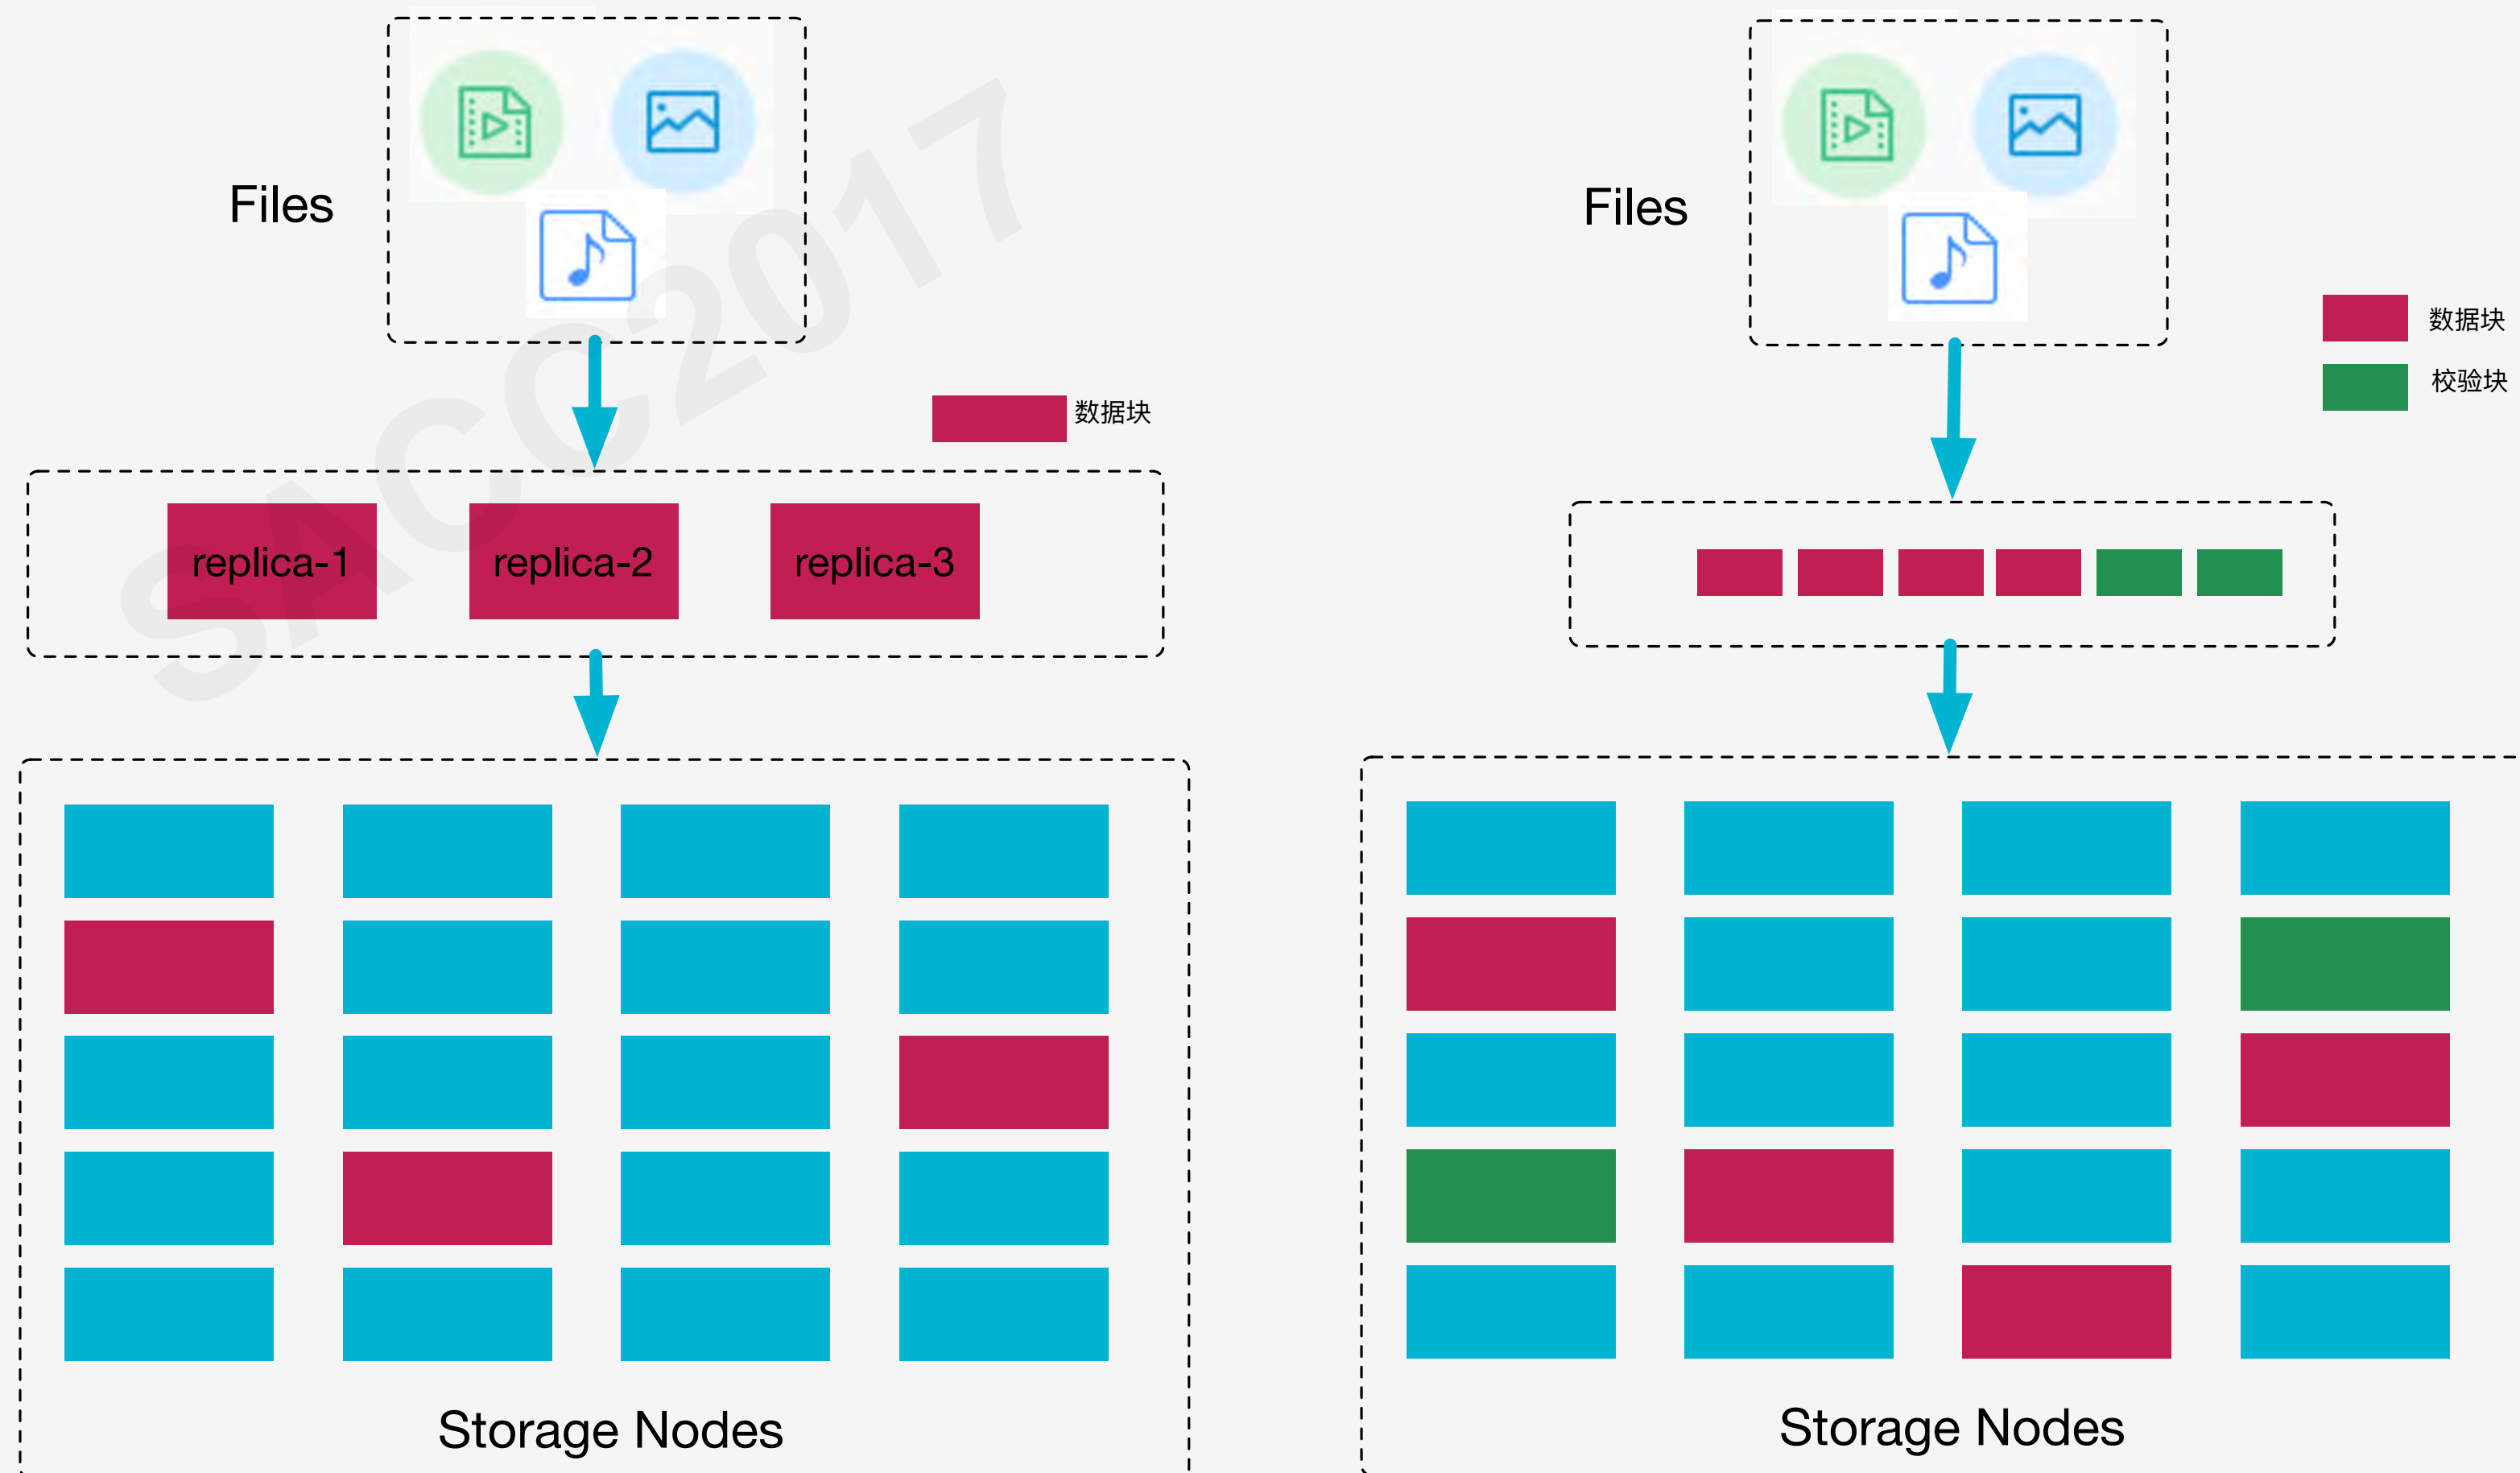 Files
数据块
replica-1
replica-2
replica-3
Storage Nodes
Files
数据块
校验块
Storage Nodes
SACC2017